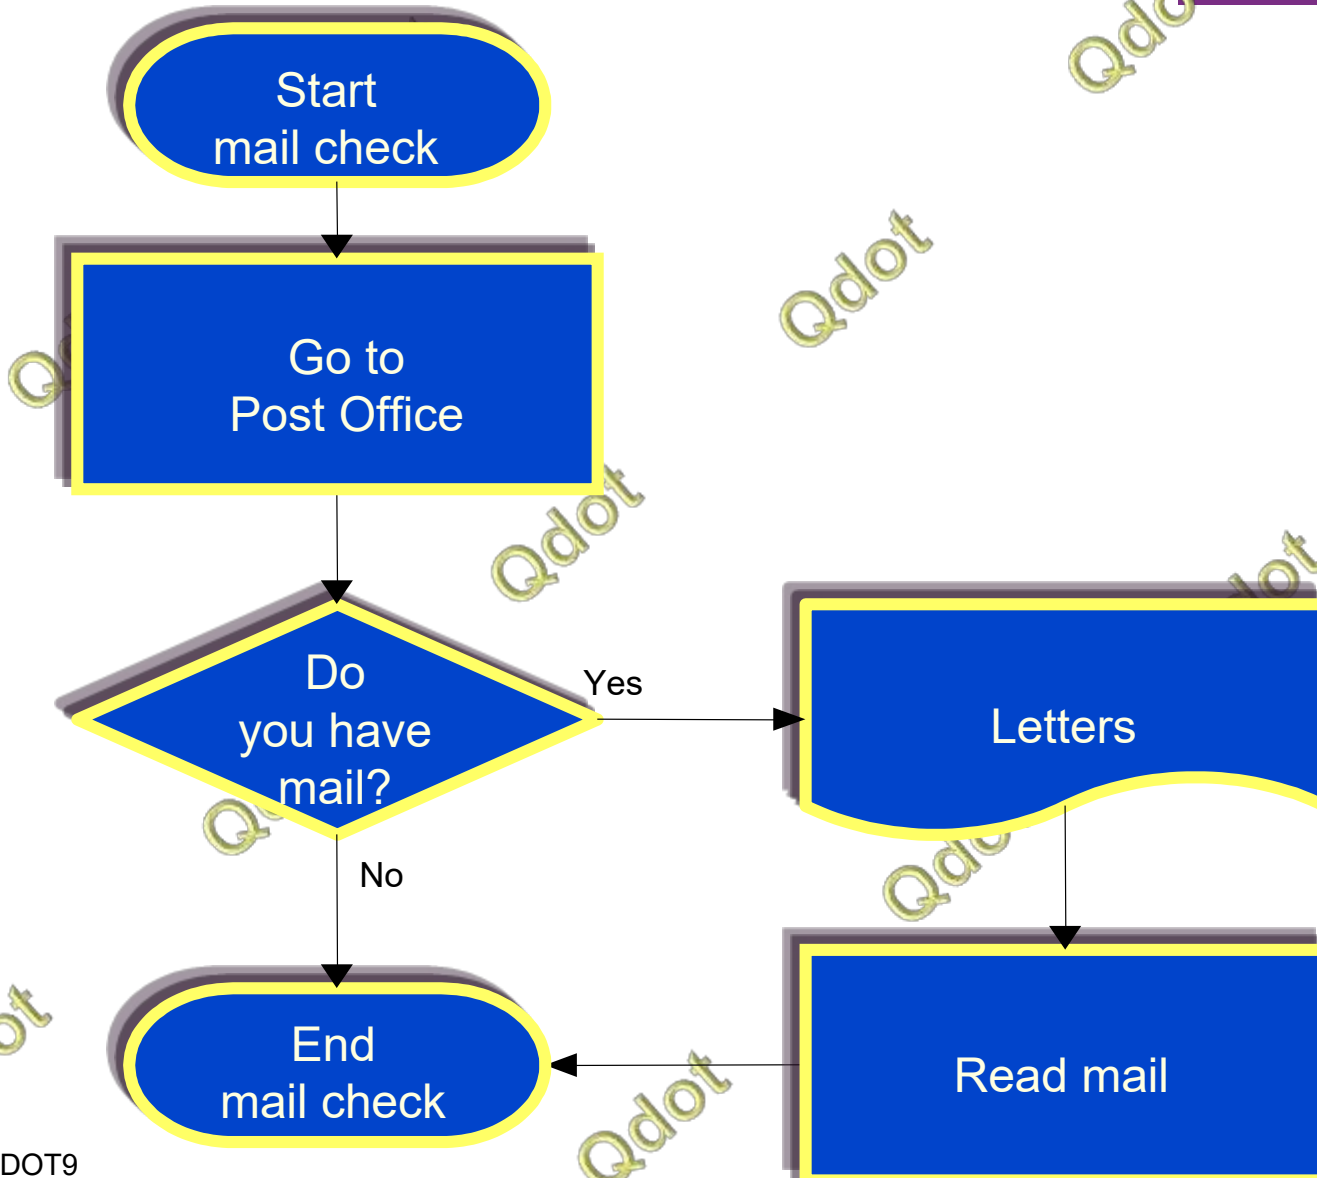 Start
mail check
Go to
Post Office
Do
you have
mail?
Yes
Letters
No
End
mail check
Read mail
DOT9
Qdot
Qdot
Qdot
Qdot